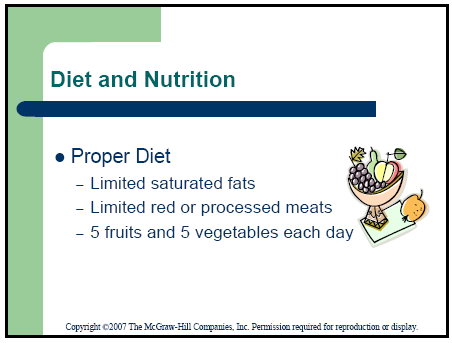 Diet and Nutrition
● Proper Diet
– Limited saturated fats
– Limited red or processed meats
– 5 fruits and 5 vegetables each day
Copyright ©2007 The McGraw-Hill Companies, Inc. Permission required for reproduction or display.